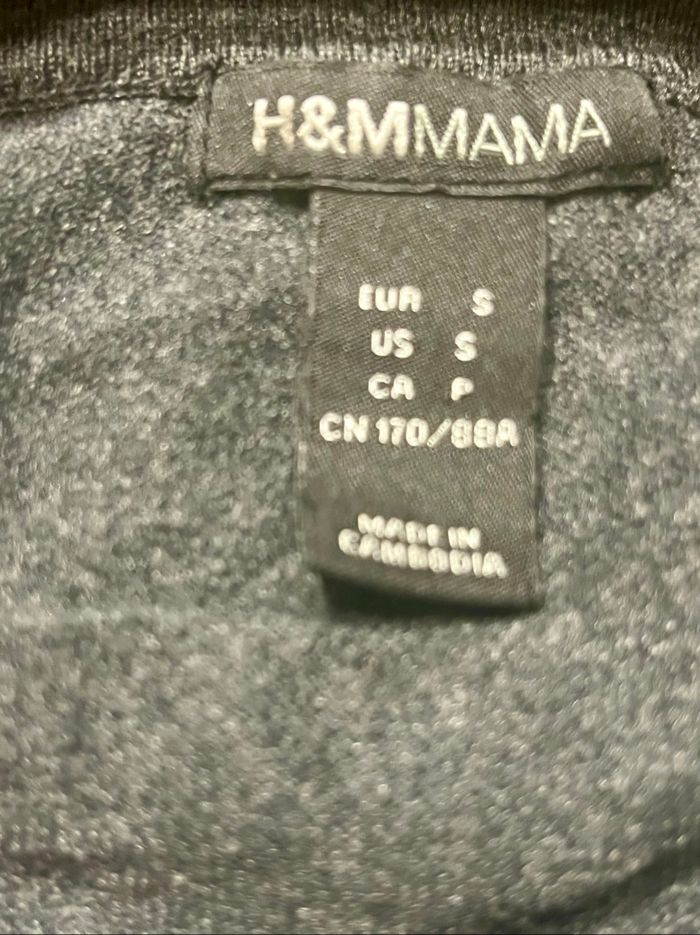 H&MMAMA
EUR S
US S
CA P
CN 170/88A
MADE IN
CAMBODIA